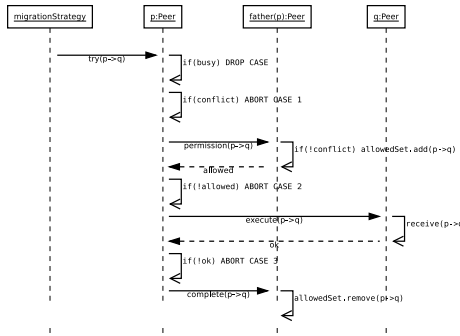 migrationStrategy p:Peer father(p):Peer q:Peer
try(p->q)
if(busy) DROP CASE
if(conflict) ABORT CASE 1
permission(p->q)
if(!conflict) allowedSet.add(p->q)
allowed
if(!allowed) ABORT CASE 2
execute(p->q)
receive(p->q
ok
if(!ok) ABORT CASE 3
complete(p->q)
allowedSet.remove(p->q)